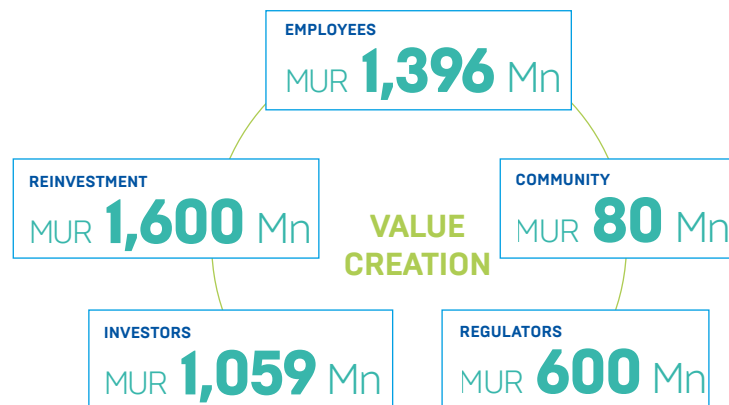 EMPLOYEES
MUR 1,396 Mn
REINVESTMENT
MUR 1,600 Mn
COMMUNITY
MUR 80 Mn
VALUE
CREATION
INVESTORS
MUR 1,059 Mn
REGULATORS
MUR 600 Mn